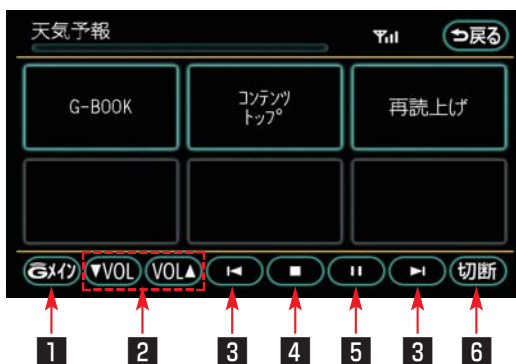 天気予報 戻る
G-BOOK コンテンツ
トップ 再読上げ
Gメイン ▼VOL VOL▲ 切断
1 2 3 4 5 3 6